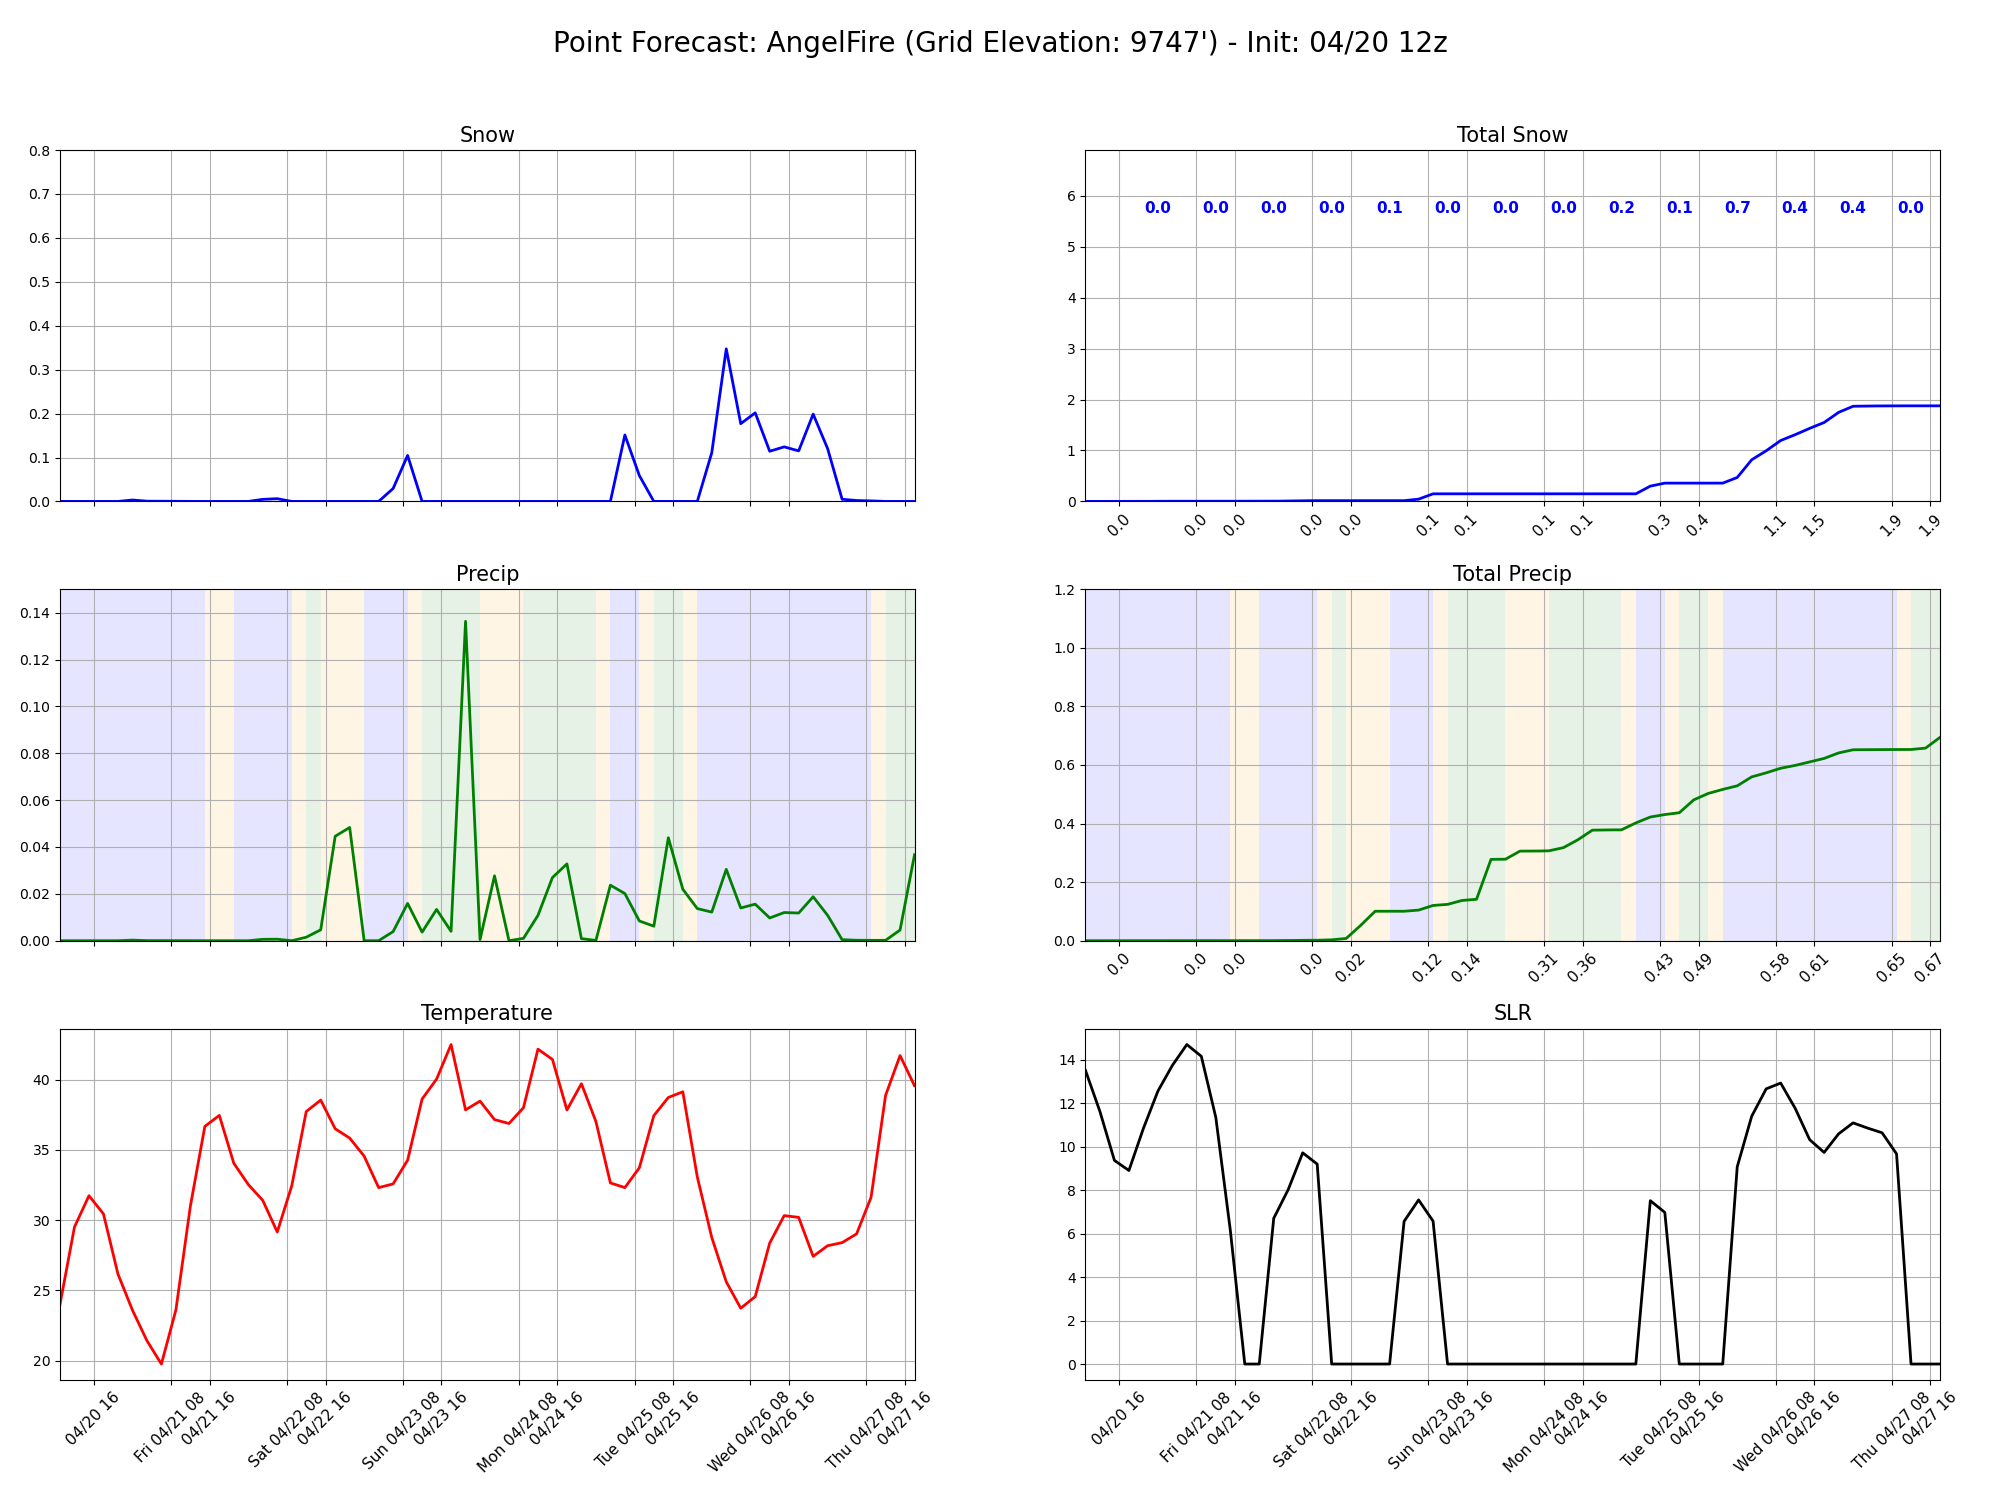 Point Forecast: AngelFire (Grid Elevation: 9747') - Init: 04/20 12z
Snow
0.8
0.7
0.6
0.5
0.4
0.3
0.2
0.1
0.0
Total Snow
6
5
4
3
2
1
0
0.0 0.0 0.0 0.0 0.1 0.0 0.0 0.0 0.2 0.1 0.7 0.4 0.4 0.0
0.0 0.0 0.0 0.0 0.0 0.1 0.1 0.1 0.1 0.3 0.4 1.1 1.5 1.9 1.9
Precip
0.14
0.12
0.10
0.08
0.06
0.04
0.02
0.00
Total Precip
1.2
1.0
0.8
0.6
0.4
0.2
0.0
0.0 0.0 0.0 0.0 0.02 0.12 0.14 0.31 0.36 0.43 0.49 0.58 0.61 0.65 0.67
Temperature
40
35
30
25
20
04/20 16
Fri 04/21 08
04/21 16
Sat 04/22 08
04/22 16
Sun 04/23 08
04/23 16
Mon 04/24 08
04/24 16
Tue 04/25 08
04/25 16
Wed 04/26 08
04/26 16
Thu 04/27 08
04/27 16
SLR
14
12
10
8
6
4
2
0
04/20 16
Fri 04/21 08
04/21 16
Sat 04/22 08
04/22 16
Sun 04/23 08
04/23 16
Mon 04/24 08
04/24 16
Tue 04/25 08
04/25 16
Wed 04/26 08
04/26 16
Thu 04/27 08
04/27 16